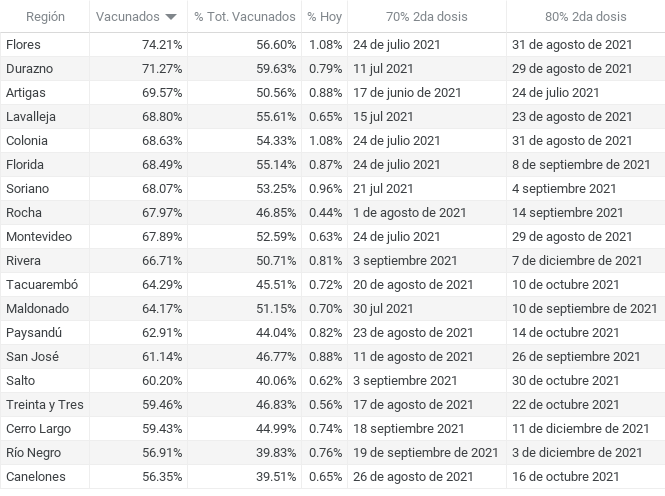 Región Vacunados % Tot. Vacunados % Hoy 70% 2da dosis 80% 2da dosis
Flores 74.21% 56.60% 1.08% 24 de julio 2021 31 de agosto de 2021
Durazno 71.27% 59.63% 0.79% 11 jul 2021 29 de agosto de 2021
Artigas 69.57% 50.56% 0.88% 17 de junio de 2021 24 de julio 2021
Lavalleja 68.80% 55.61% 0.65% 15 jul 2021 23 de agosto de 2021
Colonia 68.63% 54.33% 1.08% 24 de julio 2021 31 de agosto de 2021
Florida 68.49% 55.14% 0.87% 24 de julio 2021 8 de septiembre de 2021
Soriano 68.07% 53.25% 0.96% 21 jul 2021 4 septiembre 2021
Rocha 67.97% 46.85% 0.44% 1 de agosto de 2021 14 septiembre 2021
Montevideo 67.89% 52.59% 0.63% 24 de julio 2021 29 de agosto de 2021
Rivera 66.71% 50.71% 0.81% 3 septiembre 2021 7 de diciembre de 2021
Tacuarembó 64.29% 45.51% 0.72% 20 de agosto de 2021 10 de octubre 2021
Maldonado 64.17% 51.15% 0.70% 30 jul 2021 10 de septiembre de 2021
Paysandú 62.91% 44.04% 0.82% 23 de agosto de 2021 14 de octubre 2021
San José 61.14% 46.77% 0.88% 11 de agosto de 2021 26 de septiembre 2021
Salto 60.20% 40.06% 0.62% 3 septiembre 2021 30 de octubre 2021
Treinta y Tres 59.46% 46.83% 0.56% 17 de agosto de 2021 22 de octubre 2021
Cerro Largo 59.43% 44.99% 0.74% 18 septiembre 2021 11 de diciembre de 2021
Río Negro 56.91% 39.83% 0.76% 19 de septiembre de 2021 3 de diciembre de 2021
Canelones 56.35% 39.51% 0.65% 26 de agosto de 2021 16 de octubre 2021